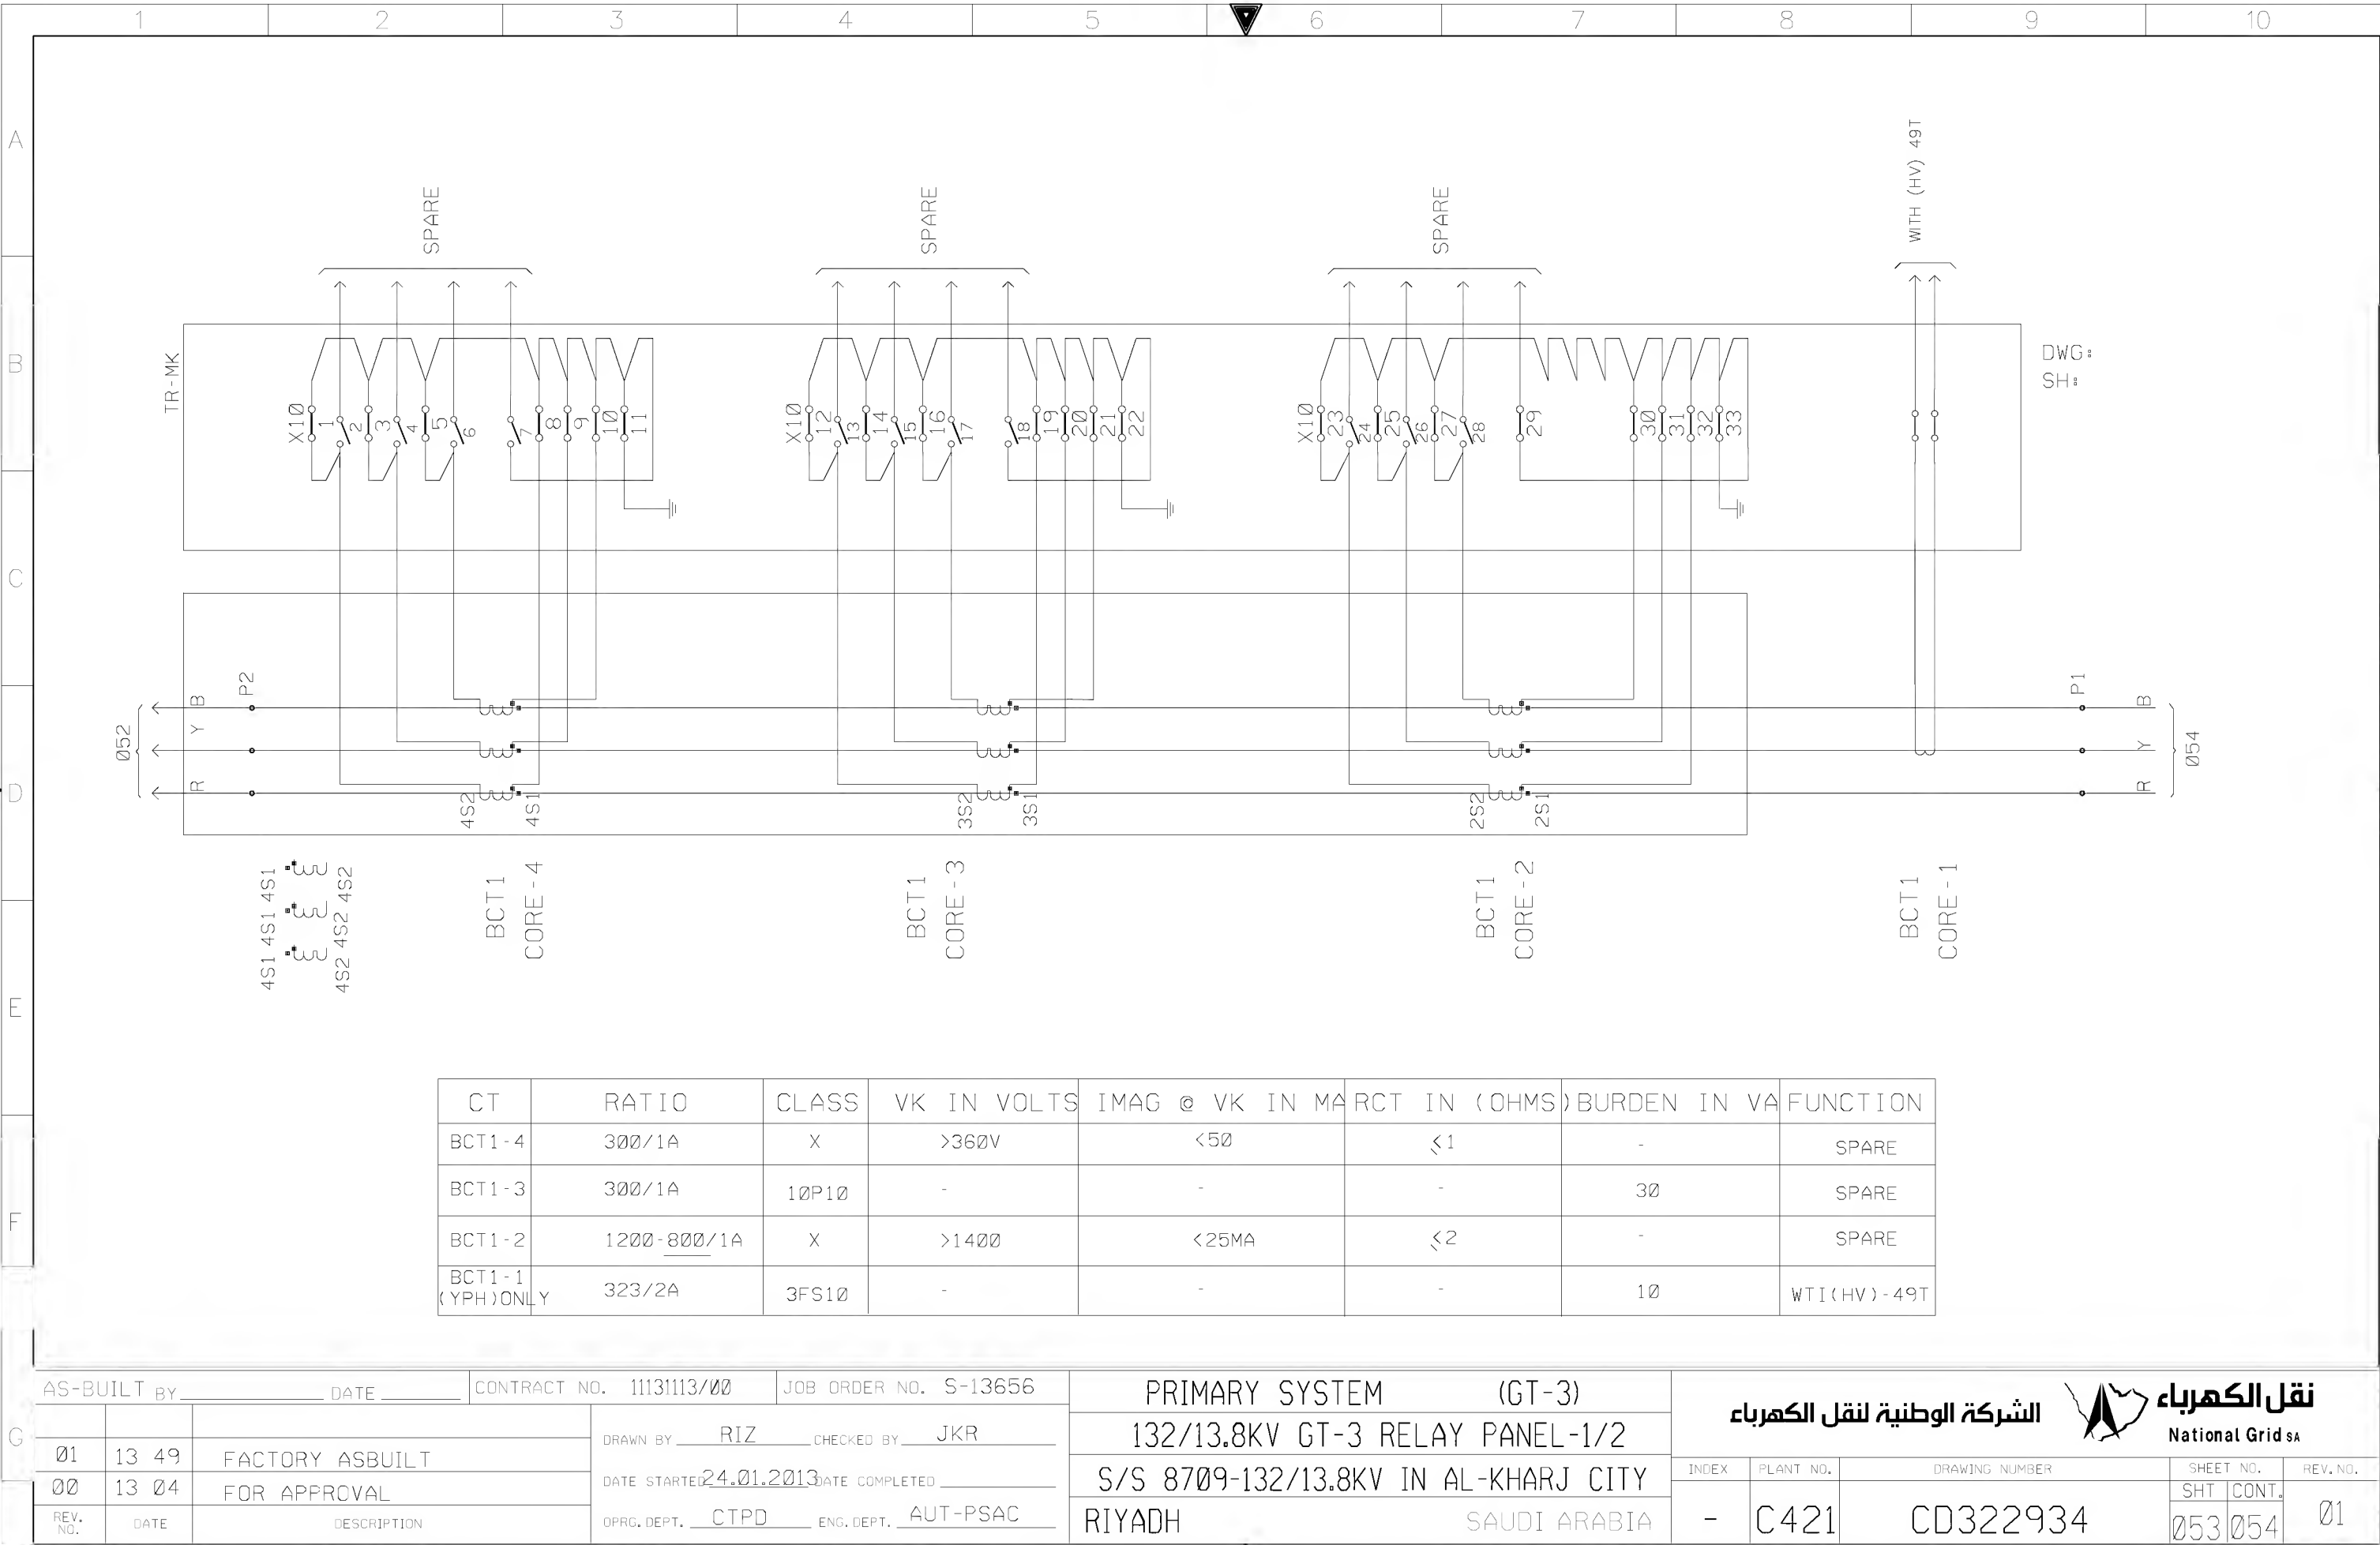 1 2 3 4 5 6 7 8 9 10
A
B
C
D
E
F
G
SPARE
SPARE
SPARE
WITH (HV) 49T
TR-MK
DWG:
SH:
X10 1 2 3 4 5 6 7 8 9 10 11
X10 12 13 14 15 16 17 18 19 20 21 22
X10 23 24 25 26 27 28 29 30 31 32 33
Ø52
B
Y
R
P2
P1
B
Y
R
Ø54
4S2 4S1
3S2 3S1
2S2 2S1
4S1 4S1 4S1
4S2 4S2 4S2
BCT1
CORE-4
BCT1
CORE-3
BCT1
CORE-2
BCT1
CORE-1
CT RATIO CLASS VK IN VOLTS IMAG @ VK IN MA RCT IN (OHMS) BURDEN IN VA FUNCTION
BCT1-4 300/1A X >360V <50 ≤1 - SPARE
BCT1-3 300/1A 10P10 - - - 30 SPARE
BCT1-2 1200-800/1A X >1400 <25MA ≤2 - SPARE
BCT1-1
(YPH)ONLY 323/2A 3FS10 - - - 10 WTI(HV)-49T
AS-BUILT BY DATE
CONTRACT NO. 11131113/00
JOB ORDER NO. S-13656
01 13 49 FACTORY ASBUILT
00 13 04 FOR APPROVAL
REV. NO. DATE DESCRIPTION
DRAWN BY RIZ CHECKED BY JKR
DATE STARTED 24.01.2013 DATE COMPLETED
OPRG. DEPT. CTPD ENG. DEPT. AUT-PSAC
PRIMARY SYSTEM (GT-3)
132/13.8KV GT-3 RELAY PANEL-1/2
S/S 8709-132/13.8KV IN AL-KHARJ CITY
RIYADH SAUDI ARABIA
الشركة الوطنية لنقل الكهرباء
نقل الكهرباء
National Grid SA
INDEX PLANT NO. DRAWING NUMBER SHEET NO. REV. NO.
SHT CONT.
- C421 CD322934 053 054 01